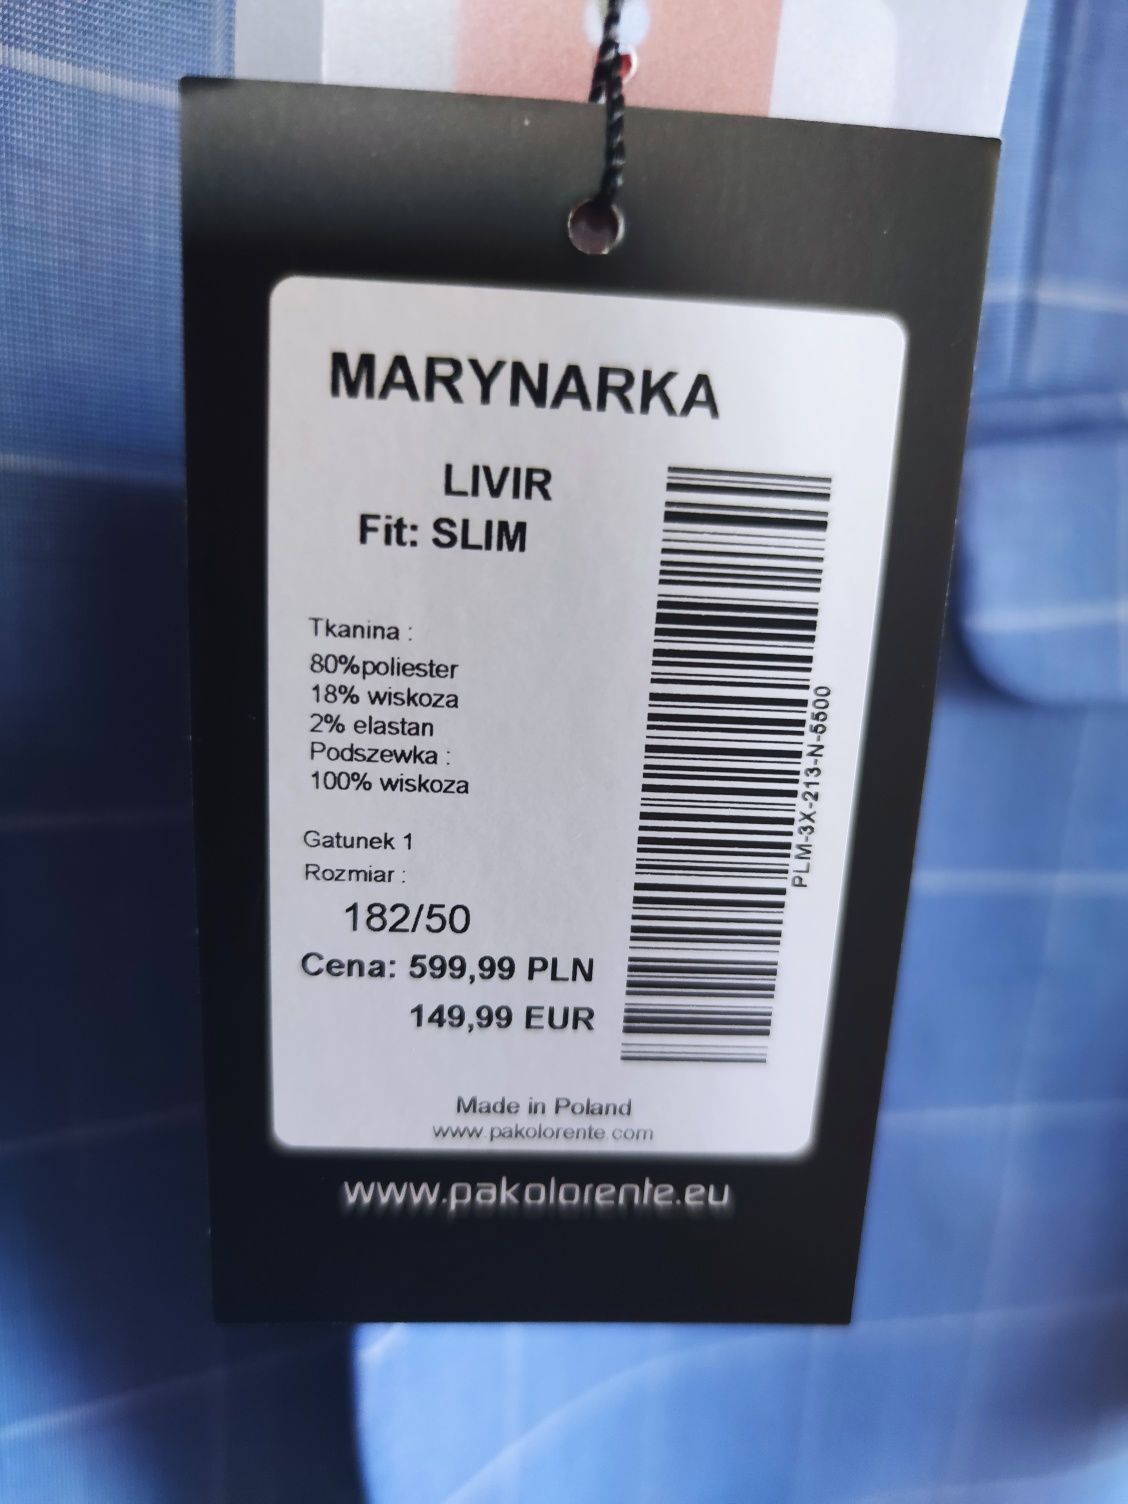 MARYNARKA
LIVIR
Fit: SLIM
Tkanina :
80%poliester
18% wiskoza
2% elastan
Podszewka :
100% wiskoza
Gatunek 1
Rozmiar :
182/50
Cena: 599,99 PLN
149,99 EUR
PLM-3X-213-N-5500
Made in Poland
www.pakolorente.com
www.pakolorente.eu